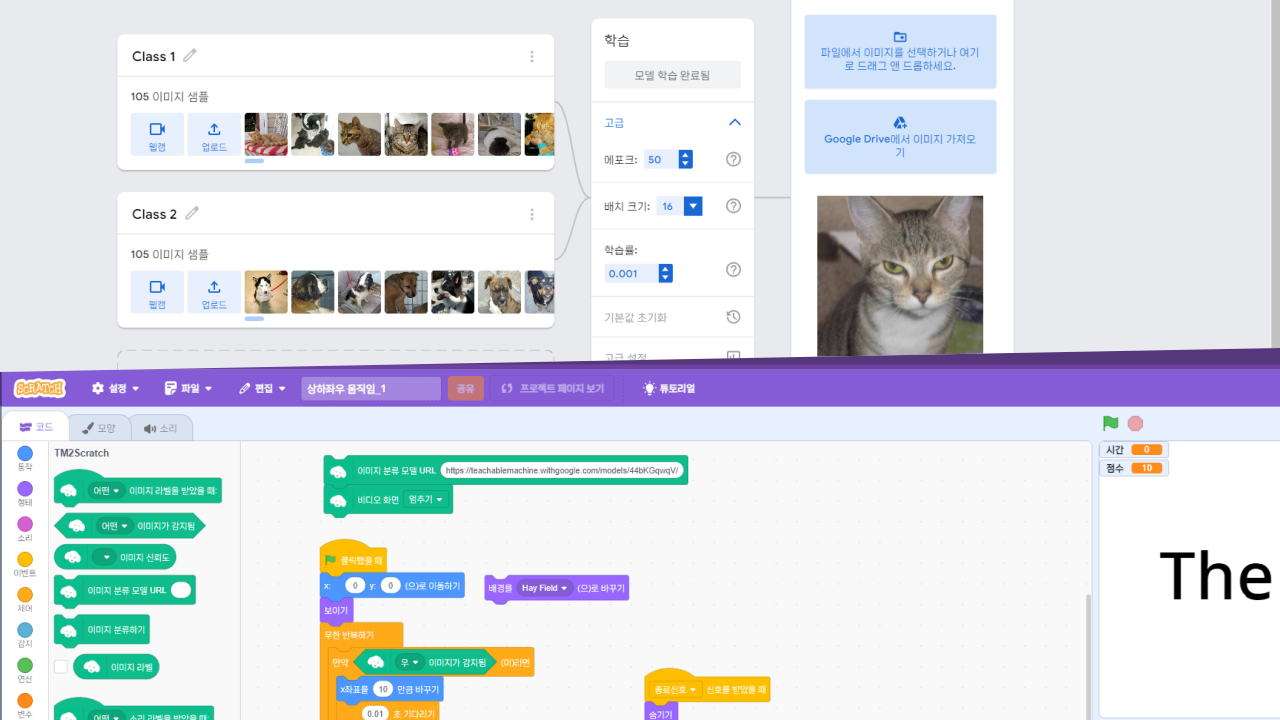 Class 1
105 이미지 샘플
웹캠
업로드
Class 2
105 이미지 샘플
웹캠
업로드
학습
모델 학습 완료됨
고급
에포크: 50
배치 크기: 16
학습률:
0.001
기본값 초기화
고급 설정
파일에서 이미지를 선택하거나 여기
로 드래그 앤 드롭하세요.
Google Drive에서 이미지 가져오
기
SCRATCH
설정
파일
편집
상하좌우 움직임_1
공유
프로젝트 페이지 보기
튜토리얼
코드
모양
소리
동작
형태
소리
이벤트
제어
감지
연산
변수
TM2Scratch
어떤 이미지 라벨을 받았을 때:
어떤 이미지가 감지됨
이미지 신뢰도
이미지 분류 모델 URL
이미지 분류하기
이미지 라벨
어떤 소리 라벨을 받았을 때:
이미지 분류 모델 URL https://teachablemachine.withgoogle.com/models/44bKGqwqV/
비디오 화면 멈추기
클릭했을 때
x: 0 y: 0 (으)로 이동하기
보이기
무한 반복하기
만약 우 이미지가 감지됨 (이)라면
x좌표를 10 만큼 바꾸기
0.01 초 기다리기
배경을 Hay Field (으)로 바꾸기
종료신호 신호를 받았을 때
숨기기
시간 0
점수 10
The